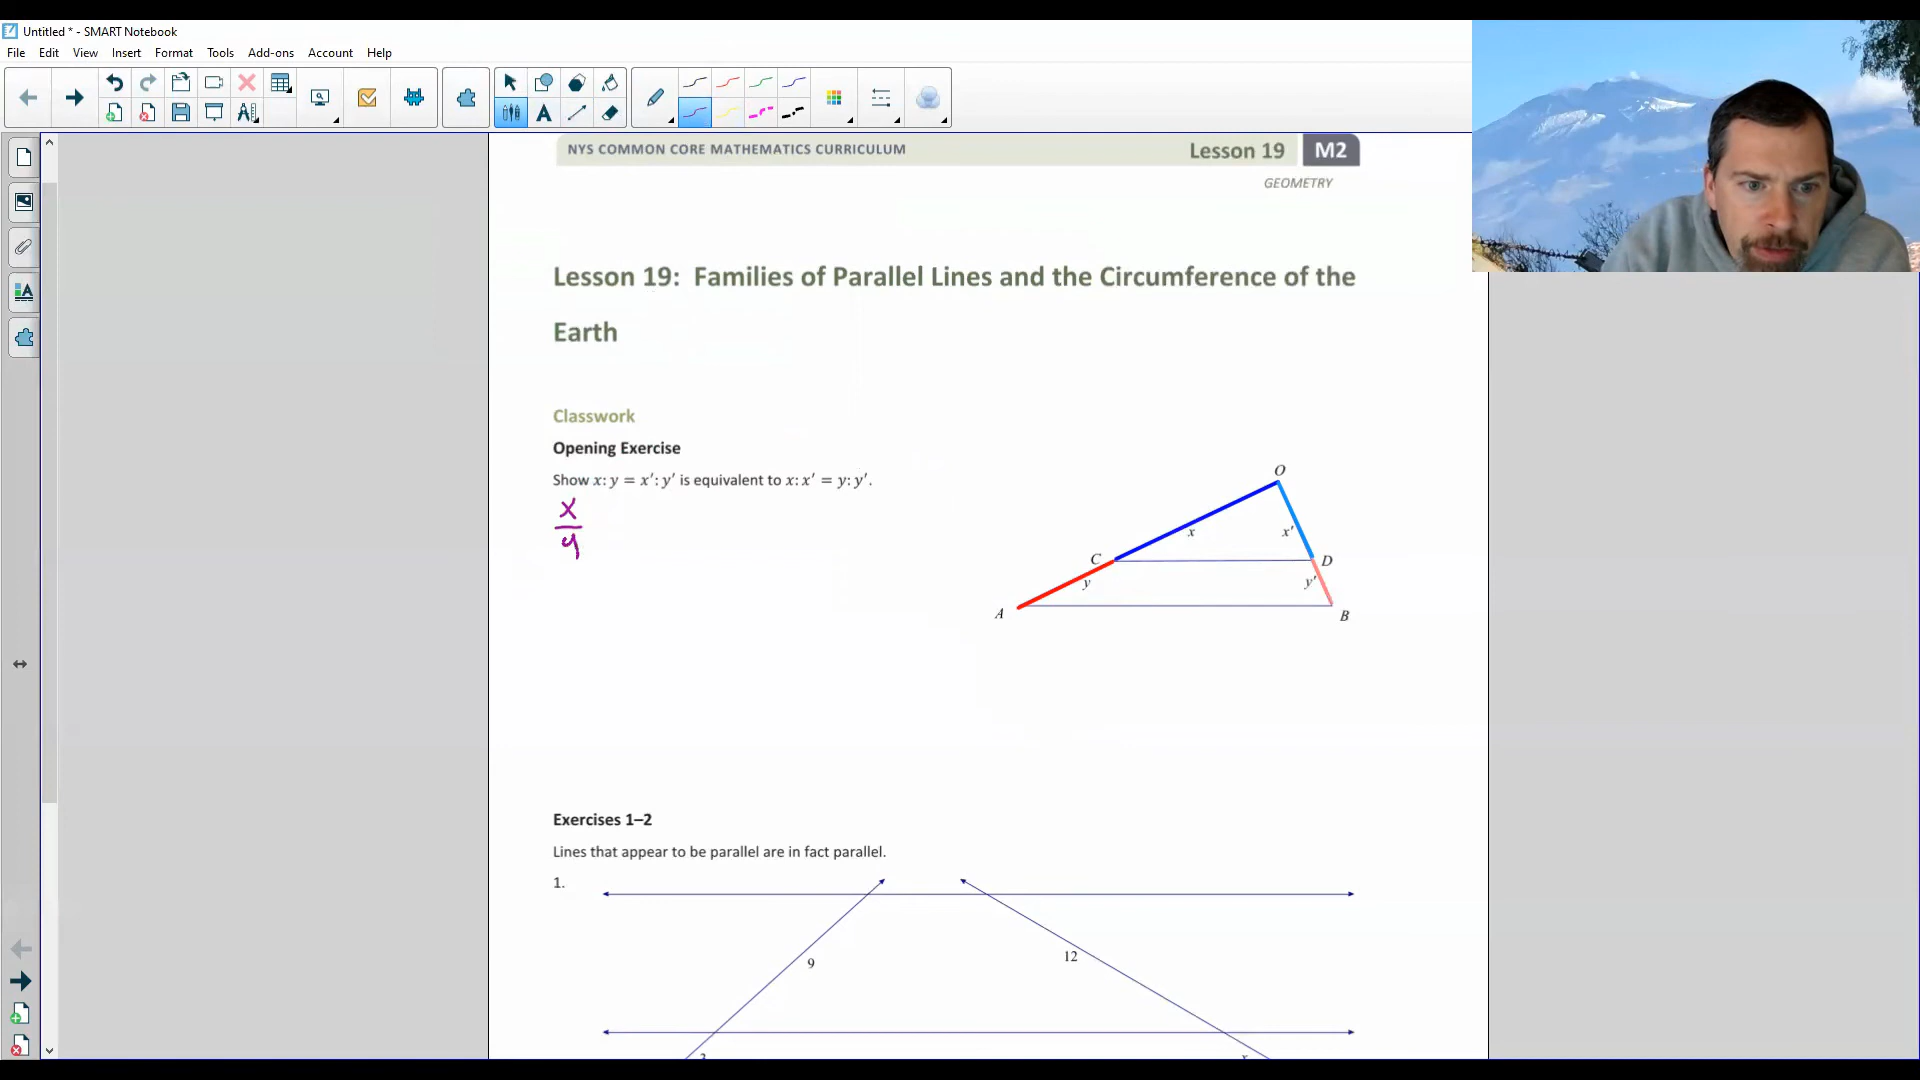 Untitled * - SMART Notebook
File Edit View Insert Format Tools Add-ons Account Help
NYS COMMON CORE MATHEMATICS CURRICULUM
Lesson 19 M2
GEOMETRY
Lesson 19: Families of Parallel Lines and the Circumference of the
Earth
Classwork
Opening Exercise
Show x: y = x′: y′ is equivalent to x: x′ = y: y′.
x
y
O
x x′
C D
y y′
A B
Exercises 1–2
Lines that appear to be parallel are in fact parallel.
1.
9 12
3 x